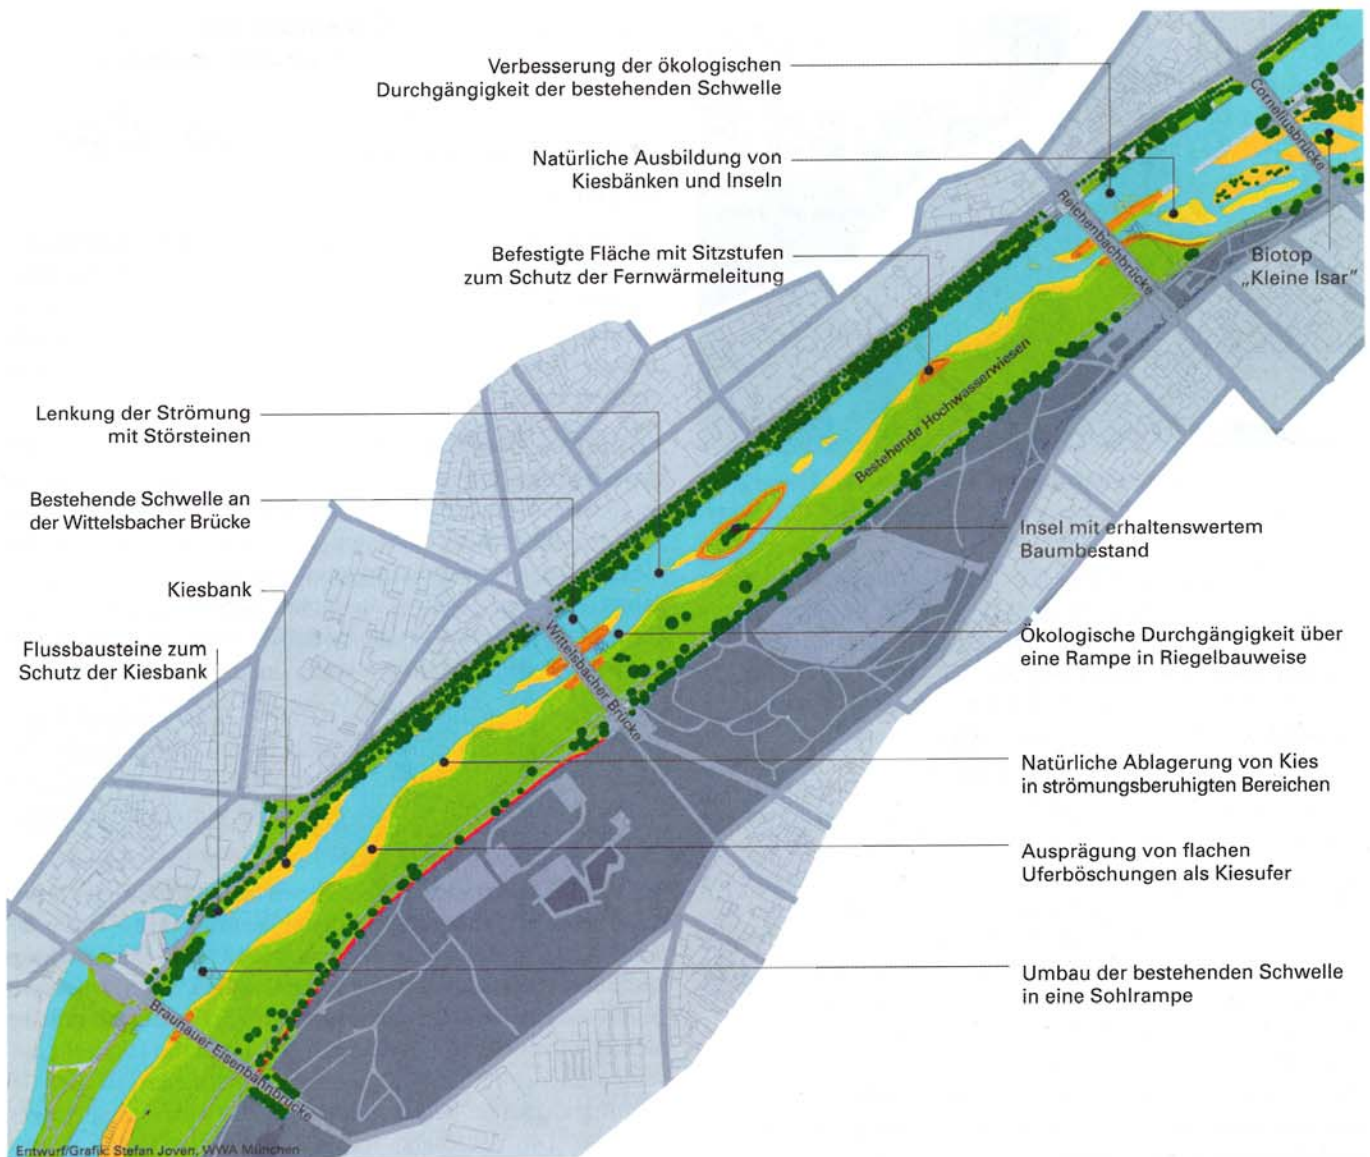 Verbesserung der ökologischen
Durchgängigkeit der bestehenden Schwelle
Natürliche Ausbildung von
Kiesbänken und Inseln
Befestigte Fläche mit Sitzstufen
zum Schutz der Fernwärmeleitung
Lenkung der Strömung
mit Störsteinen
Bestehende Schwelle an
der Wittelsbacher Brücke
Kiesbank
Flussbausteine zum
Schutz der Kiesbank
Corneliusbrücke
Reichenbachbrücke
Biotop
„Kleine Isar"
Bestehende Hochwasserwiesen
Insel mit erhaltenswertem
Baumbestand
Wittelsbacher Brücke
Ökologische Durchgängigkeit über
eine Rampe in Riegelbauweise
Natürliche Ablagerung von Kies
in strömungsberuhigten Bereichen
Ausprägung von flachen
Uferböschungen als Kiesufer
Umbau der bestehenden Schwelle
in eine Sohlrampe
Braunauer Eisenbahnbrücke
Entwurf/Grafik: Stefan Joven, WWA München